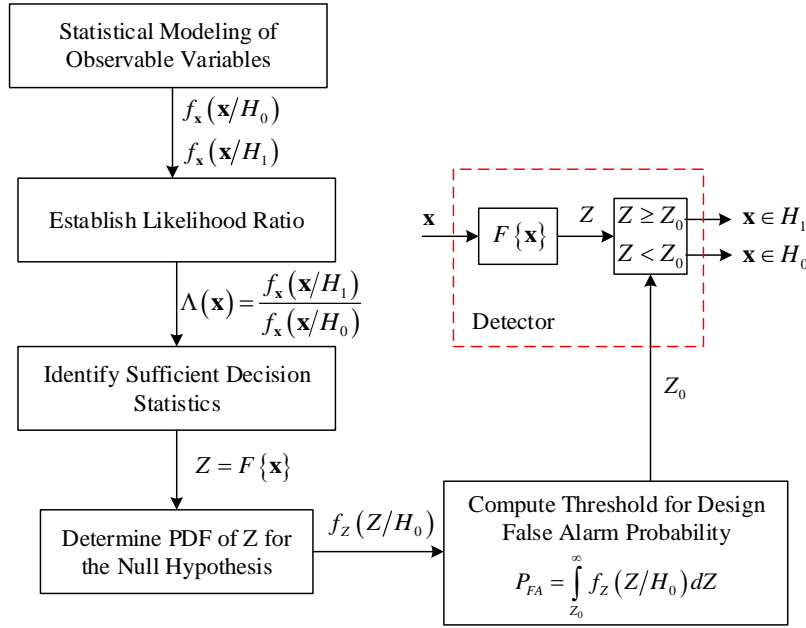 Statistical Modeling of
Observable Variables
f_x(x/H_0)
f_x(x/H_1)
Establish Likelihood Ratio
Λ(x) = f_x(x/H_1) / f_x(x/H_0)
Identify Sufficient Decision
Statistics
Z = F{x}
Determine PDF of Z for
the Null Hypothesis
f_Z(Z/H_0)
Compute Threshold for Design
False Alarm Probability
P_{FA} = ∫_{Z_0}^{∞} f_Z(Z/H_0) dZ
Z_0
x
F{x}
Z
Z ≥ Z_0
Z < Z_0
x ∈ H_1
x ∈ H_0
Detector